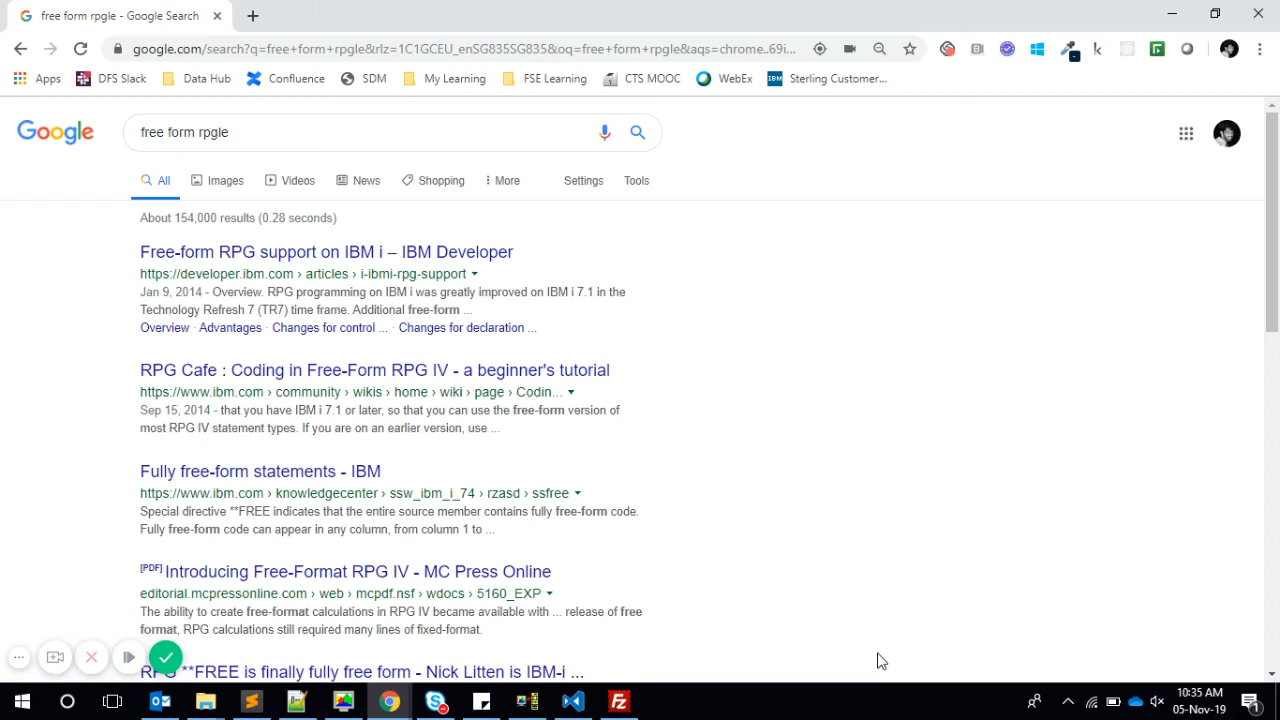 free form rpgle - Google Search
google.com/search?q=free+form+rpgle&rlz=1C1GCEU_enSG835SG835&oq=free+form+rpgle&aqs=chrome..69i...
Apps DFS Slack Data Hub Confluence SDM My Learning FSE Learning CTS MOOC WebEx IBM Sterling Customer...
Google free form rpgle
All Images Videos News Shopping More Settings Tools
About 154,000 results (0.28 seconds)
Free-form RPG support on IBM i – IBM Developer
https://developer.ibm.com › articles › i-ibmi-rpg-support
Jan 9, 2014 - Overview. RPG programming on IBM i was greatly improved on IBM i 7.1 in the
Technology Refresh 7 (TR7) time frame. Additional free-form ...
Overview · Advantages · Changes for control ... · Changes for declaration ...
RPG Cafe : Coding in Free-Form RPG IV - a beginner's tutorial
https://www.ibm.com › community › wikis › home › wiki › page › Codin...
Sep 15, 2014 - that you have IBM i 7.1 or later, so that you can use the free-form version of
most RPG IV statement types. If you are on an earlier version, use ...
Fully free-form statements - IBM
https://www.ibm.com › knowledgecenter › ssw_ibm_i_74 › rzasd › ssfree
Special directive **FREE indicates that the entire source member contains fully free-form code.
Fully free-form code can appear in any column, from column 1 to ...
[PDF] Introducing Free-Format RPG IV - MC Press Online
editorial.mcpressonline.com › web › mcpdf.nsf › wdocs › 5160_EXP
The ability to create free-format calculations in RPG IV became available with ... release of free
format, RPG calculations still required many lines of fixed-format.
RPG **FREE is finally fully free form - Nick Litten is IBM-i ...
10:35 AM
05-Nov-19